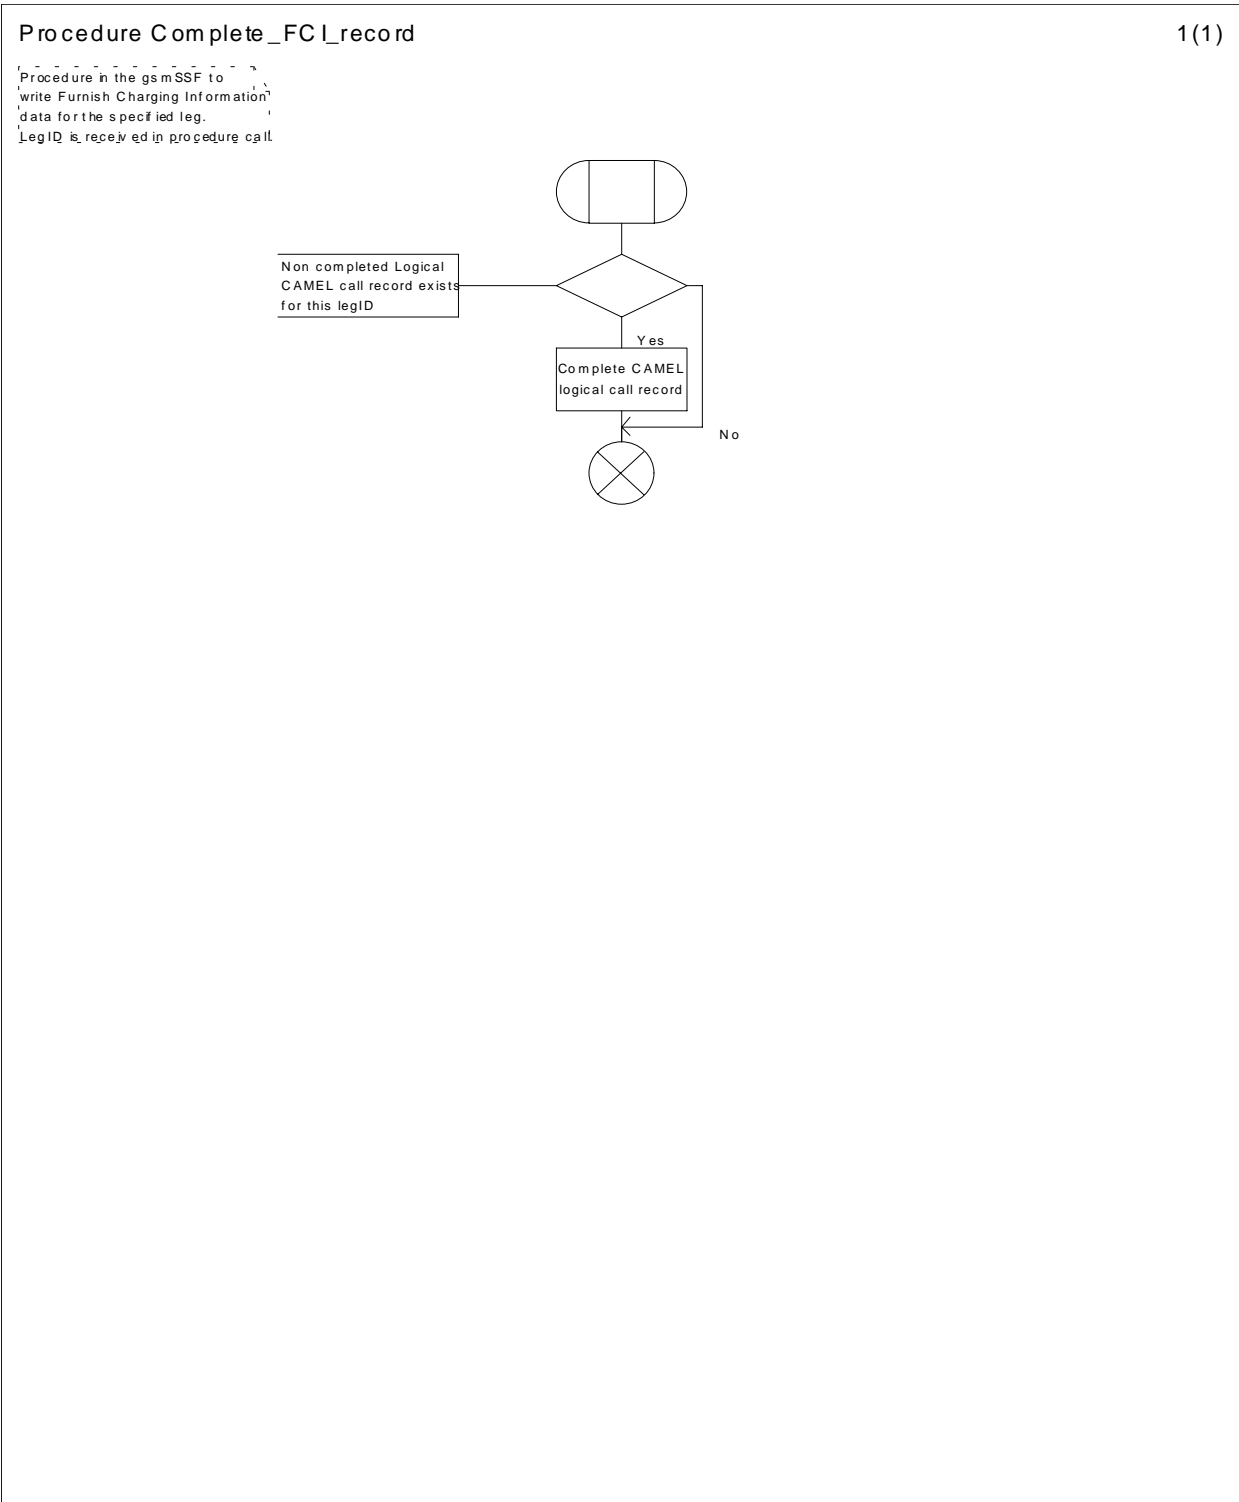 Procedure Complete_FCI_record
1(1)
Procedure in the gsmSSF to
write Furnish Charging Information
data for the specified leg.
LegID is received in procedure call.
Non completed Logical
CAMEL call record exists
for this legID
Yes
Complete CAMEL
logical call record
No